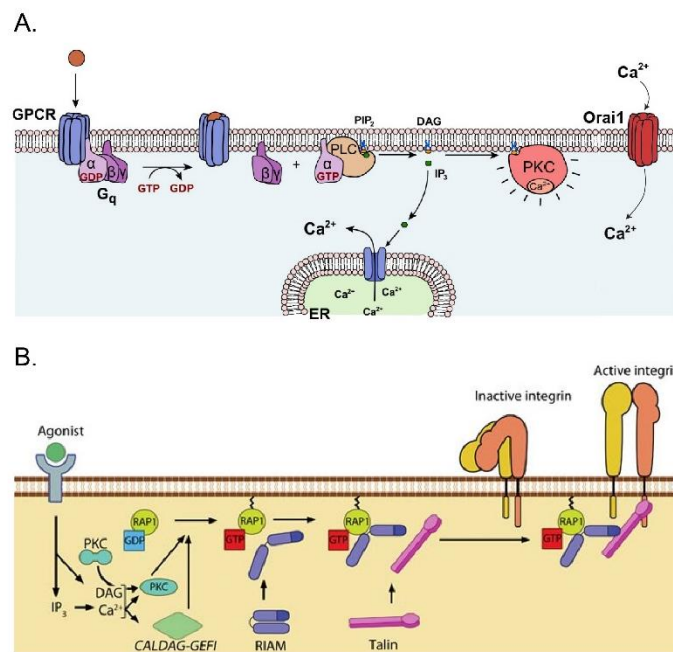 A.
Ca²⁺
GPCR
PIP₂
DAG
Orai1
α
GDP
βγ
Gq
GTP GDP
βγ
+
α
GTP
PLC
IP₃
PKC
Ca²⁺
Ca²⁺
Ca²⁺
Ca²⁺
Ca²⁺
Ca²⁺
ER
B.
Active integrin
Inactive integrin
Agonist
RAP1
GDP
RAP1
GTP
RAP1
GTP
RAP1
GTP
PKC
DAG
Ca²⁺
PKC
IP₃
CALDAG-GEFI
RIAM
Talin